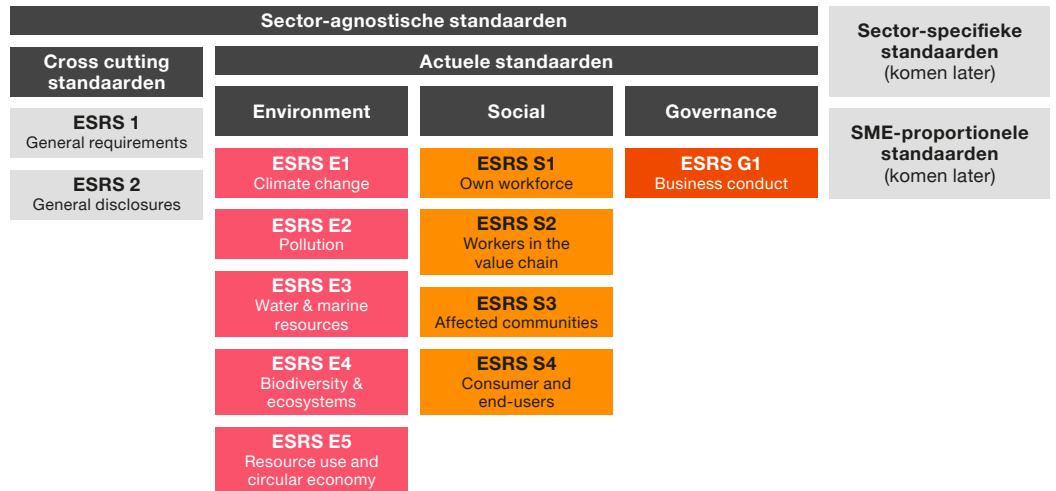 Sector-agnostische standaarden
Cross cutting
standaarden
ESRS 1
General requirements
ESRS 2
General disclosures
Actuele standaarden
Environment
ESRS E1
Climate change
ESRS E2
Pollution
ESRS E3
Water & marine
resources
ESRS E4
Biodiversity &
ecosystems
ESRS E5
Resource use and
circular economy
Social
ESRS S1
Own workforce
ESRS S2
Workers in the
value chain
ESRS S3
Affected communities
ESRS S4
Consumer and
end-users
Governance
ESRS G1
Business conduct
Sector-specifieke
standaarden
(komen later)
SME-proportionele
standaarden
(komen later)